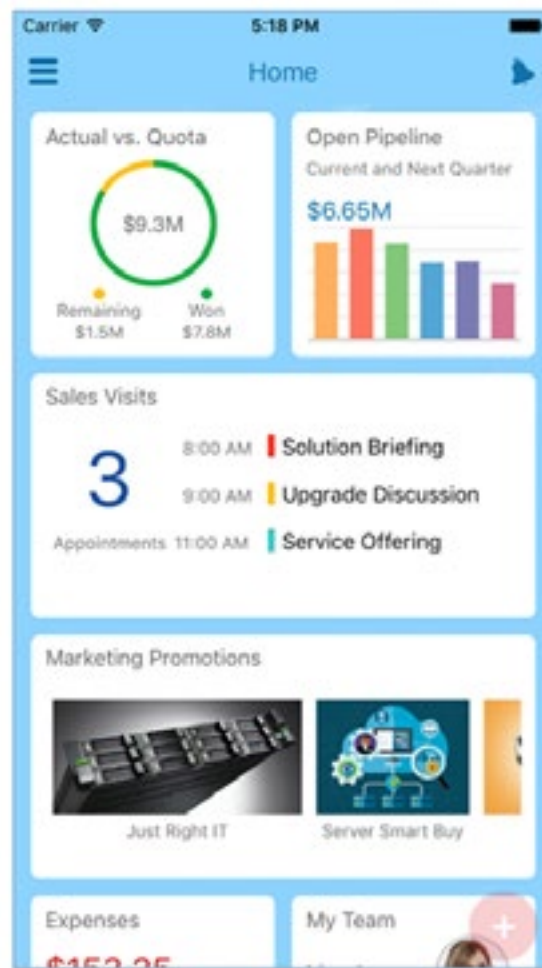 Carrier 5:18 PM
Home
Actual vs. Quota
$9.3M
Remaining Won
$1.5M $7.8M
Open Pipeline
Current and Next Quarter
$6.65M
Sales Visits
3
Appointments
8:00 AM Solution Briefing
9:00 AM Upgrade Discussion
11:00 AM Service Offering
Marketing Promotions
Just Right IT
Server Smart Buy
Expenses
My Team
+